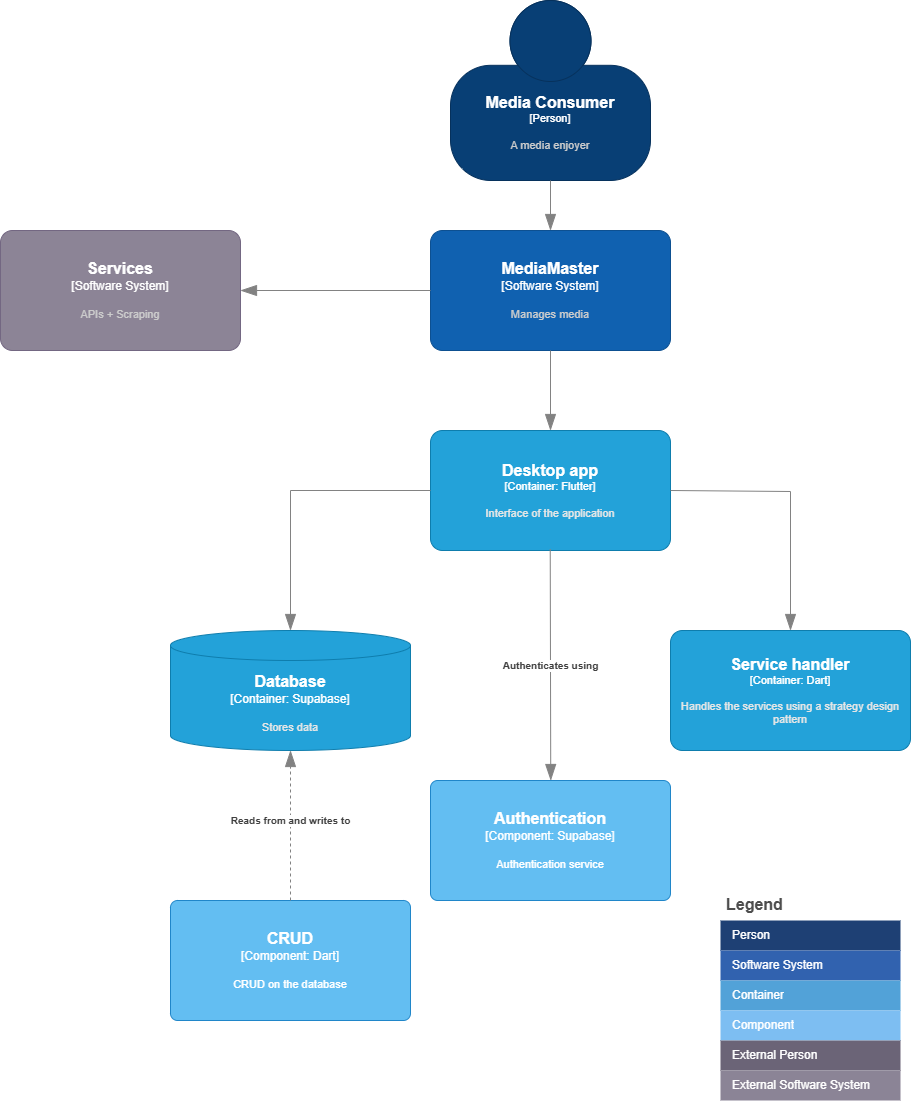 Media Consumer
[Person]
A media enjoyer
Services
[Software System]
APIs + Scraping
MediaMaster
[Software System]
Manages media
Desktop app
[Container: Flutter]
Interface of the application
Database
[Container: Supabase]
Stores data
Authenticates using
Service handler
[Container: Dart]
Handles the services using a strategy design
pattern
Reads from and writes to
Authentication
[Component: Supabase]
Authentication service
CRUD
[Component: Dart]
CRUD on the database
Legend
Person
Software System
Container
Component
External Person
External Software System